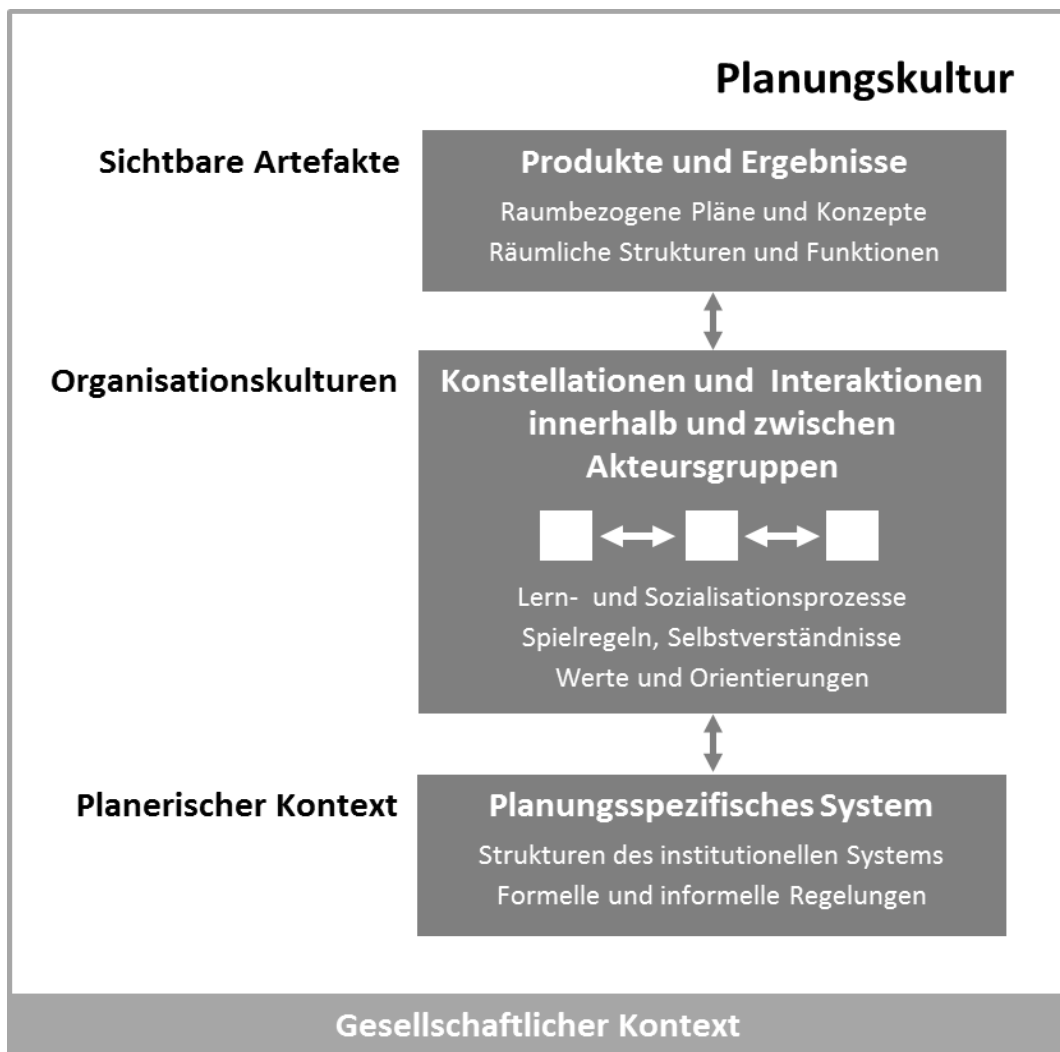 Planungskultur
Sichtbare Artefakte
Produkte und Ergebnisse
Raumbezogene Pläne und Konzepte
Räumliche Strukturen und Funktionen
Organisationskulturen
Konstellationen und Interaktionen
innerhalb und zwischen
Akteursgruppen
Lern- und Sozialisationsprozesse
Spielregeln, Selbstverständnisse
Werte und Orientierungen
Planerischer Kontext
Planungsspezifisches System
Strukturen des institutionellen Systems
Formelle und informelle Regelungen
Gesellschaftlicher Kontext